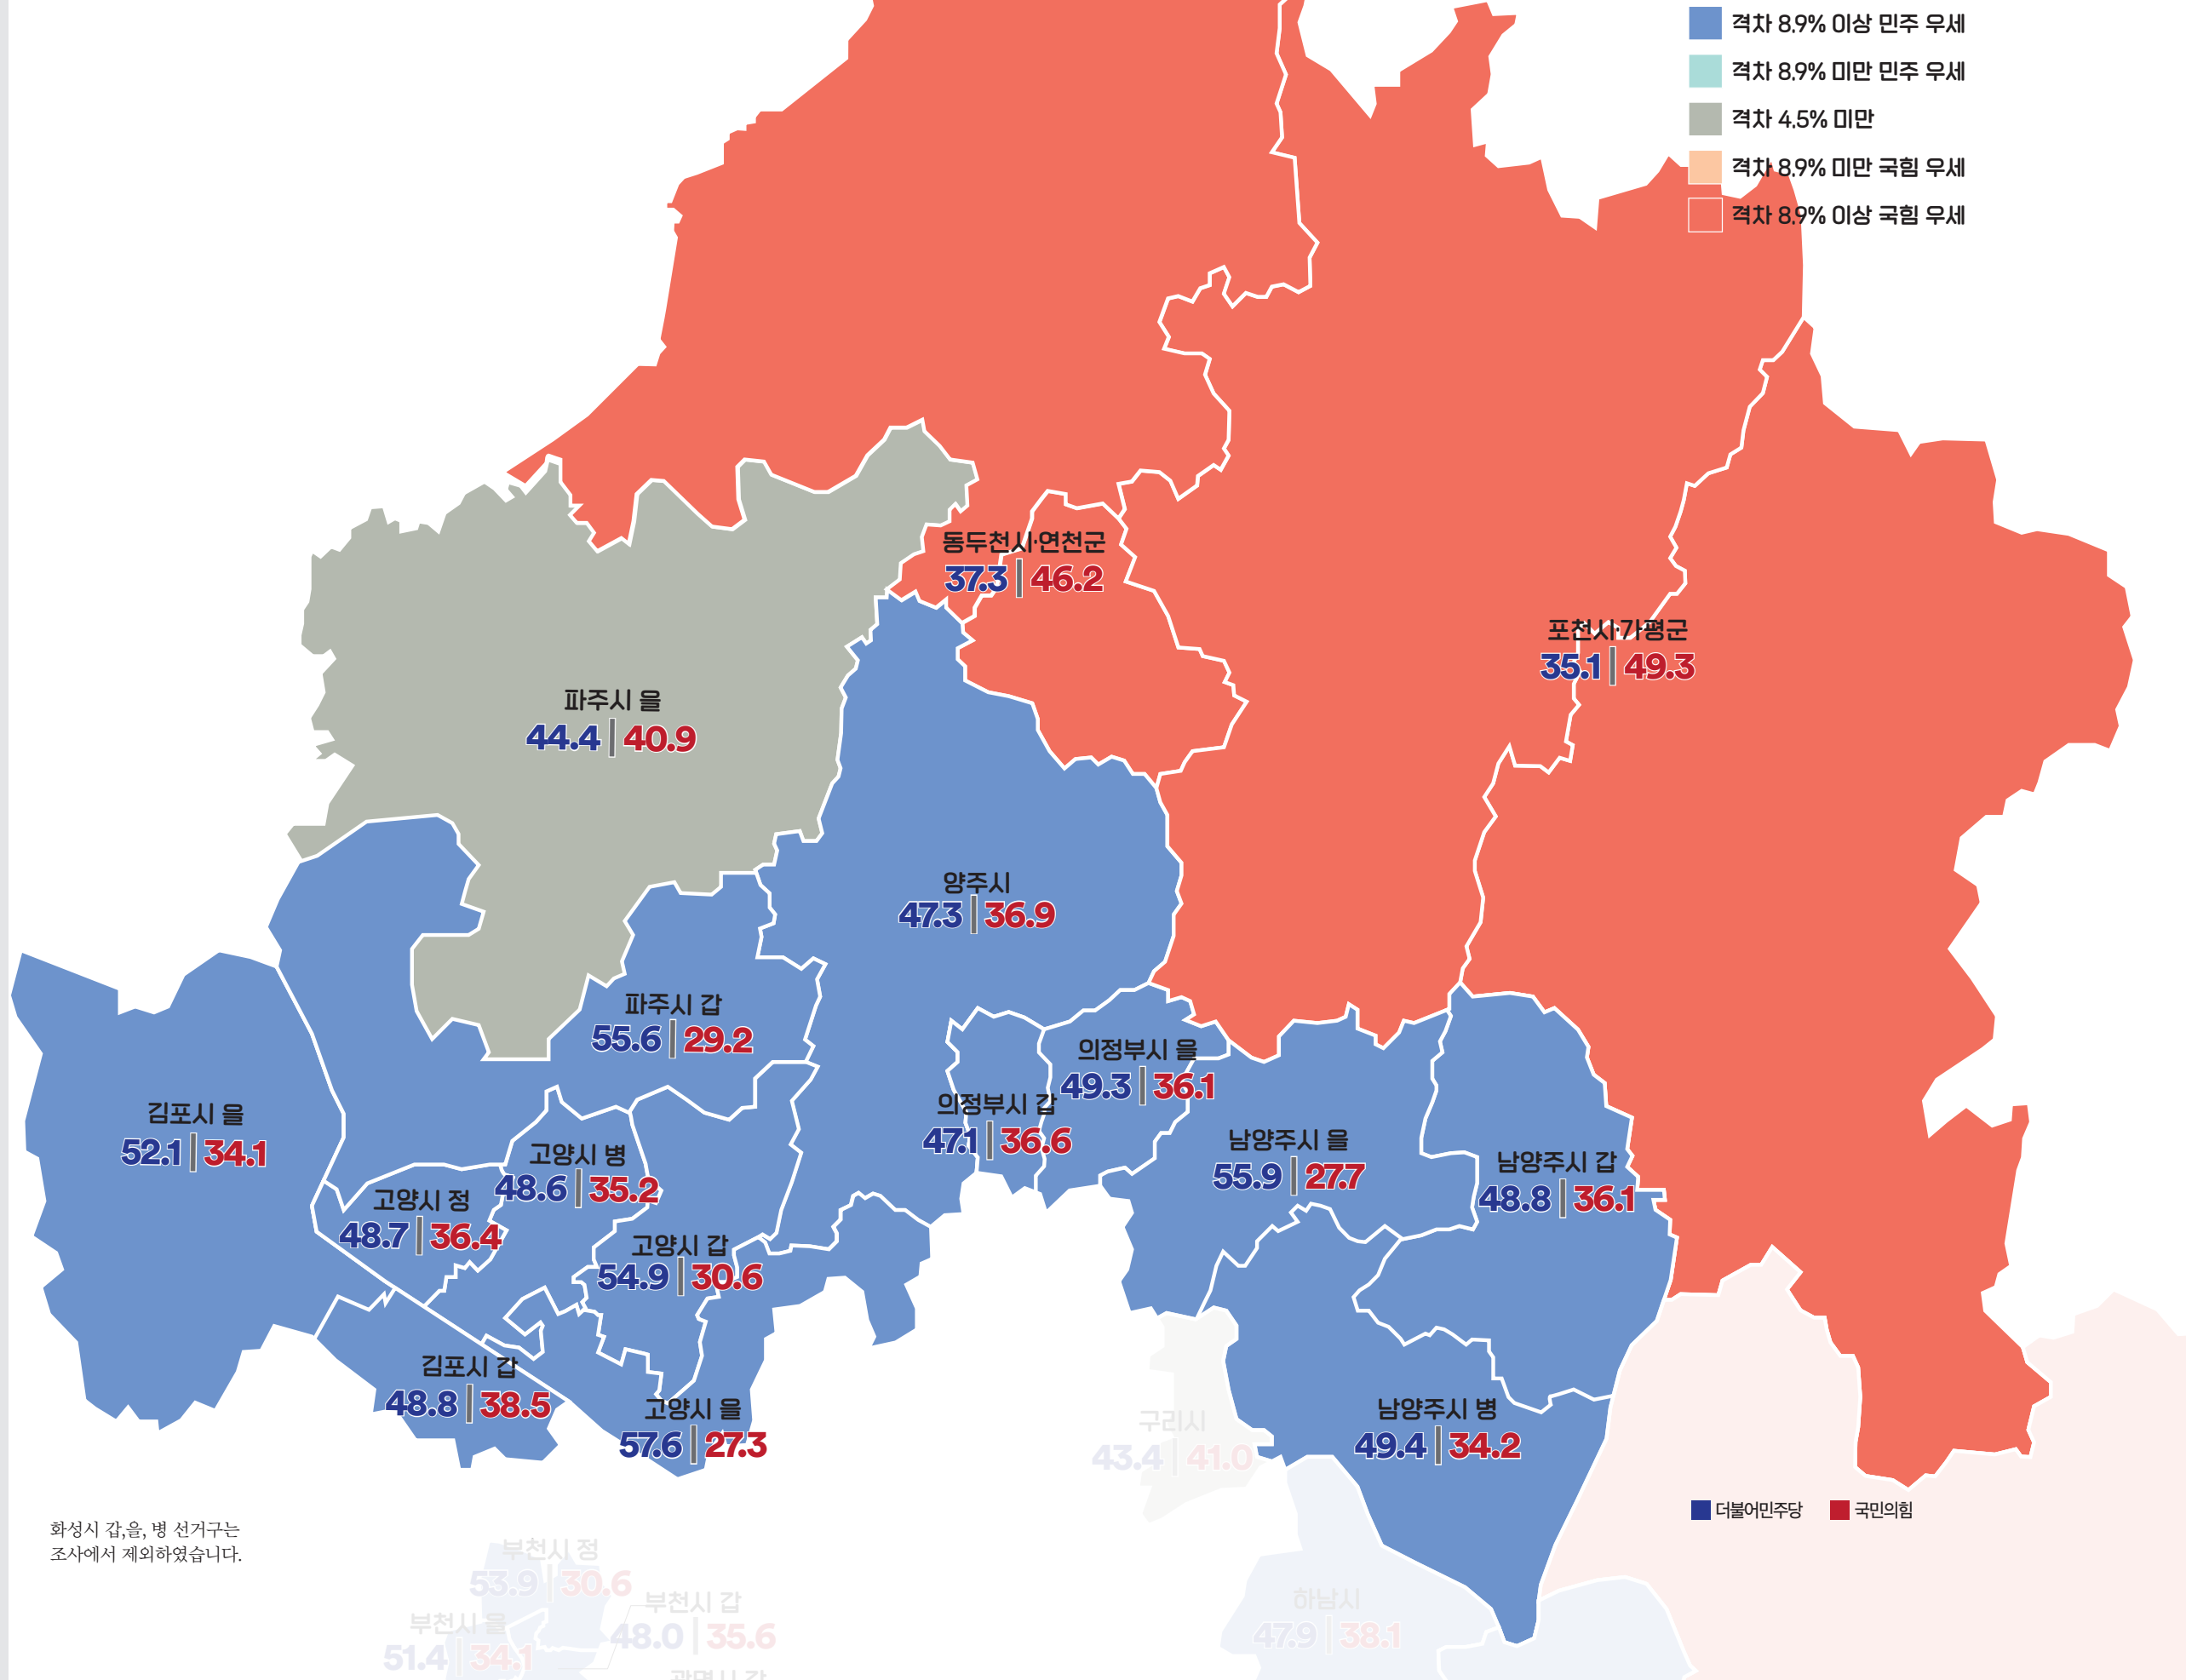 격차 8.9% 이상 민주 우세
격차 8.9% 미만 민주 우세
격차 4.5% 미만
격차 8.9% 미만 국힘 우세
격차 8.9% 이상 국힘 우세
동두천시·연천군
37.3 46.2
포천시·가평군
35.1 49.3
파주시 을
44.4 40.9
양주시
47.3 36.9
파주시 갑
55.6 29.2
의정부시 을
49.3 36.1
의정부시 갑
47.1 36.6
김포시 을
52.1 34.1
고양시 병
48.6 35.2
남양주시 을
55.9 27.7
남양주시 갑
48.8 36.1
고양시 정
48.7 36.4
고양시 갑
54.9 30.6
김포시 갑
48.8 38.5
고양시 을
57.6 27.3
남양주시 병
49.4 34.2
구리시
43.4 41.0
더불어민주당 국민의힘
화성시 갑,을, 병 선거구는
조사에서 제외하였습니다.
부천시 정
53.9 30.6
부천시 갑
48.0 35.6
부천시 을
51.4 34.1
하남시
47.9 38.1